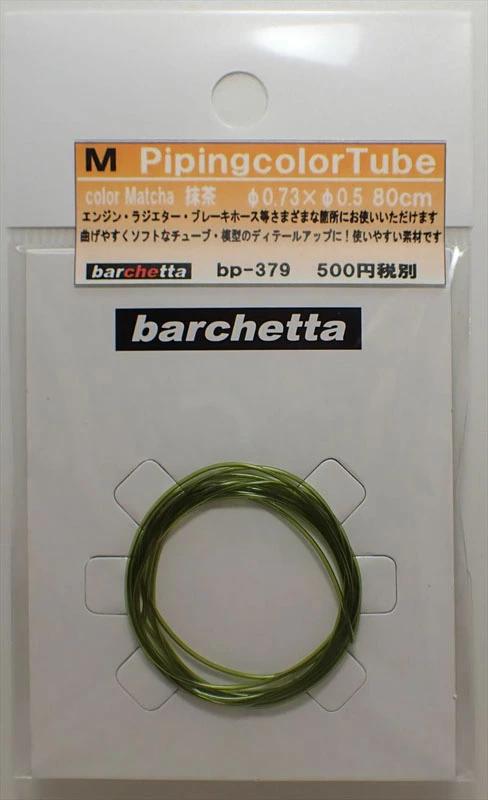 M PipingcolorTube
color Matcha 抹茶 φ0.73×φ0.5 80cm
エンジン・ラジエター・ブレーキホース等さまざまな箇所にお使いいただけます
曲げやすくソフトなチューブ・模型のディテールアップに！使いやすい素材です
barchetta bp-379 500円税別
barchetta